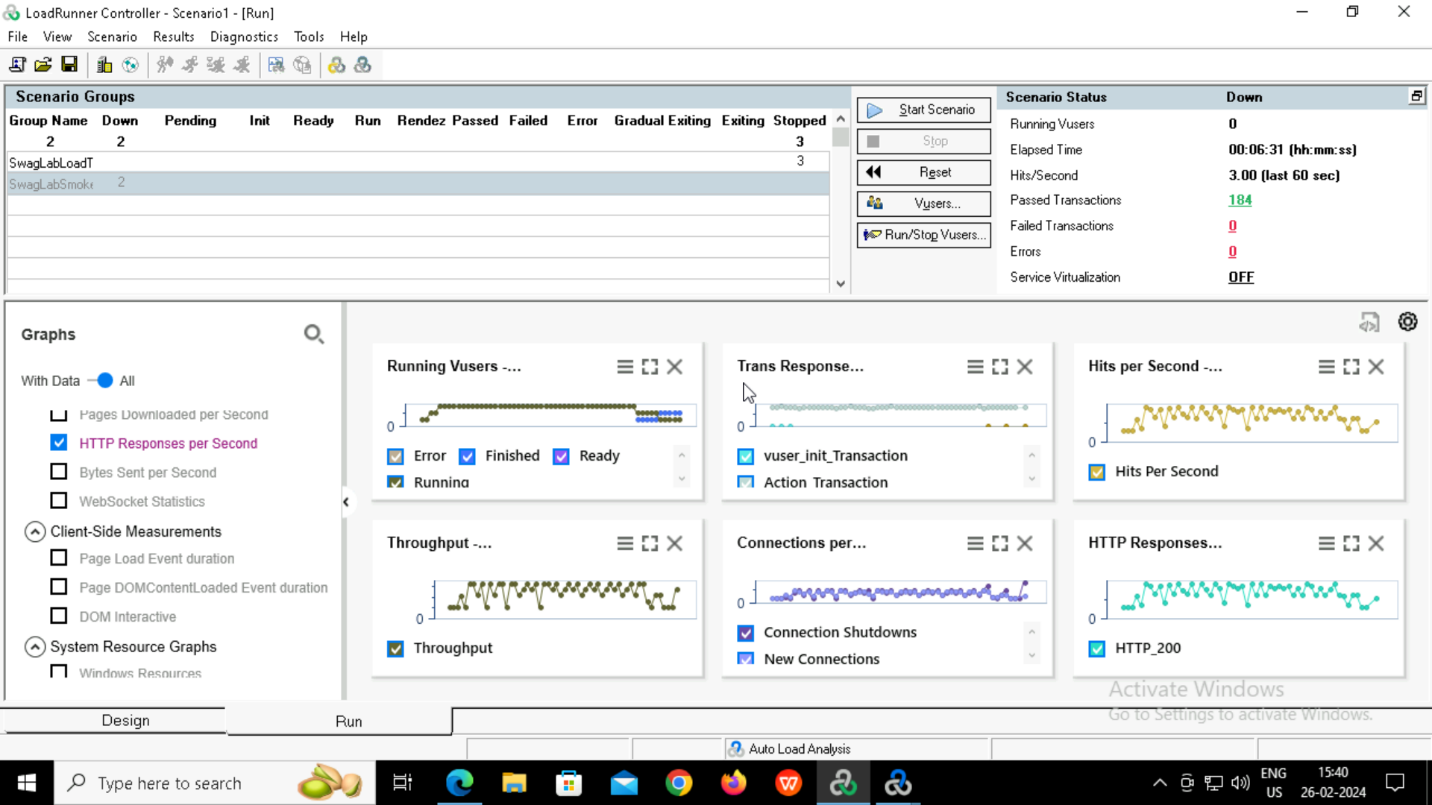 LoadRunner Controller - Scenario1 - [Run]
File View Scenario Results Diagnostics Tools Help
Scenario Groups
Group Name Down Pending Init Ready Run Rendez Passed Failed Error Gradual Exiting Exiting Stopped
2 2 3
SwagLabLoadT 3
SwagLabSmoke 2
Start Scenario
Stop
Reset
Vusers...
Run/Stop Vusers...
Scenario Status Down
Running Vusers 0
Elapsed Time 00:06:31 (hh:mm:ss)
Hits/Second 3.00 (last 60 sec)
Passed Transactions 184
Failed Transactions 0
Errors 0
Service Virtualization OFF
Graphs
With Data All
Pages Downloaded per Second
HTTP Responses per Second
Bytes Sent per Second
WebSocket Statistics
Client-Side Measurements
Page Load Event duration
Page DOMContentLoaded Event duration
DOM Interactive
System Resource Graphs
Windows Resources
Running Vusers -...
0
Error Finished Ready
Running
Trans Response...
0
vuser_init_Transaction
Action_Transaction
Hits per Second -...
0
Hits Per Second
Throughput -...
0
Throughput
Connections per...
0
Connection Shutdowns
New Connections
HTTP Responses...
0
HTTP_200
Activate Windows
Go to Settings to activate Windows.
Design Run
Auto Load Analysis
Type here to search
ENG
US
15:40
26-02-2024